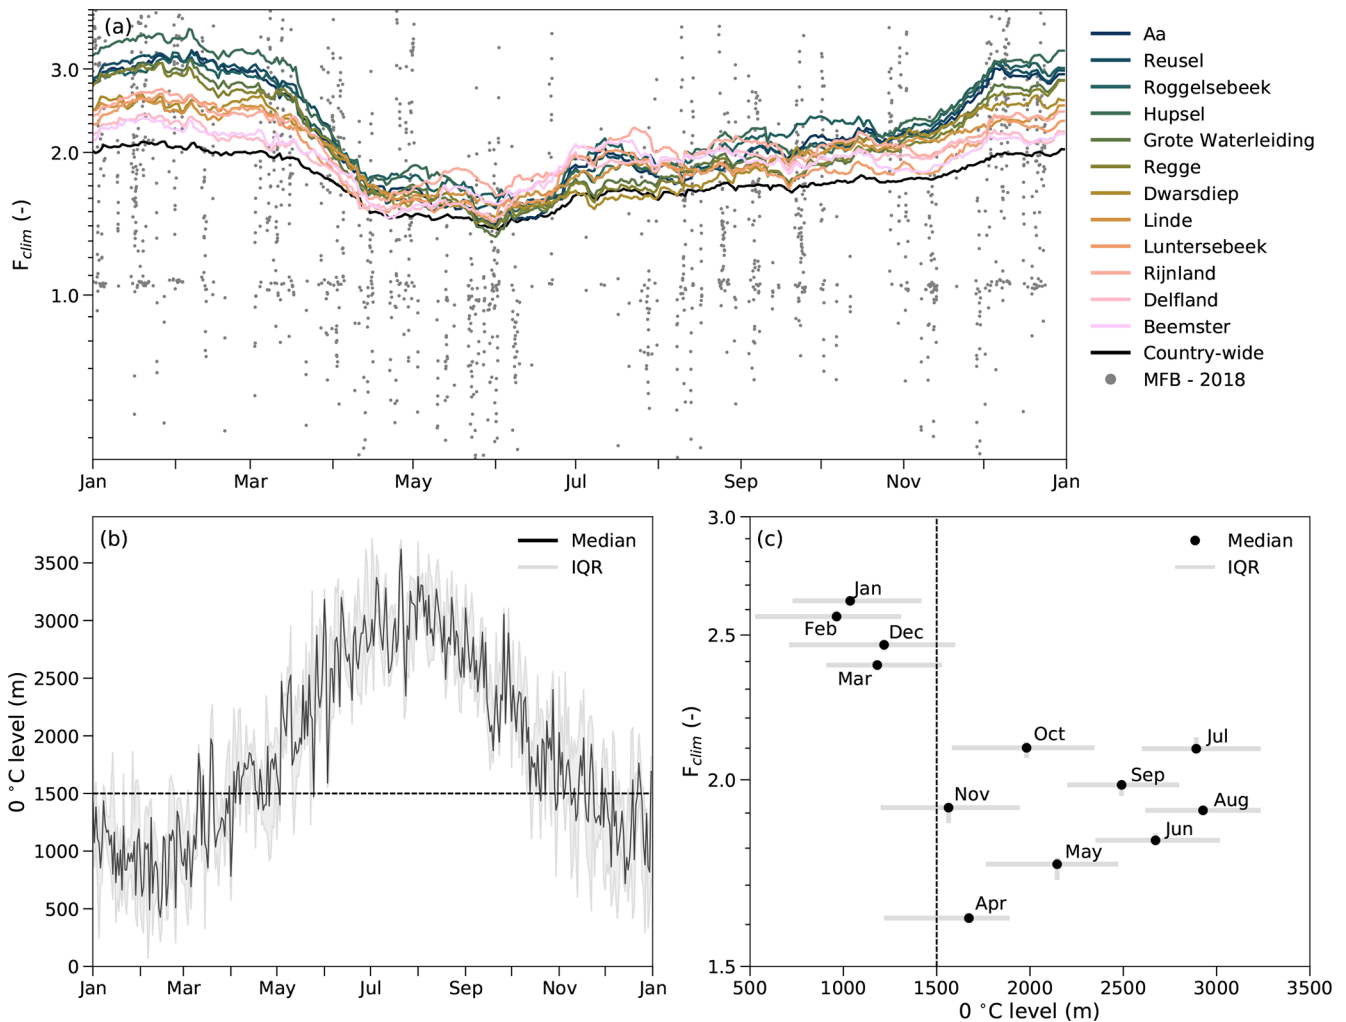 (a)
3.0
2.0
1.0
F_clim (-)
Jan Mar May Jul Sep Nov Jan
Aa
Reusel
Roggelsebeek
Hupsel
Grote Waterleiding
Regge
Dwarsdiep
Linde
Luntersebeek
Rijnland
Delfland
Beemster
Country-wide
MFB - 2018
(b)
Median
IQR
3500
3000
2500
2000
1500
1000
500
0
0 °C level (m)
Jan Mar May Jul Sep Nov Jan
(c)
Median
IQR
3.0
2.5
2.0
1.5
F_clim (-)
Jan
Feb
Dec
Mar
Oct
Jul
Sep
Nov
Aug
Jun
May
Apr
500 1000 1500 2000 2500 3000 3500
0 °C level (m)